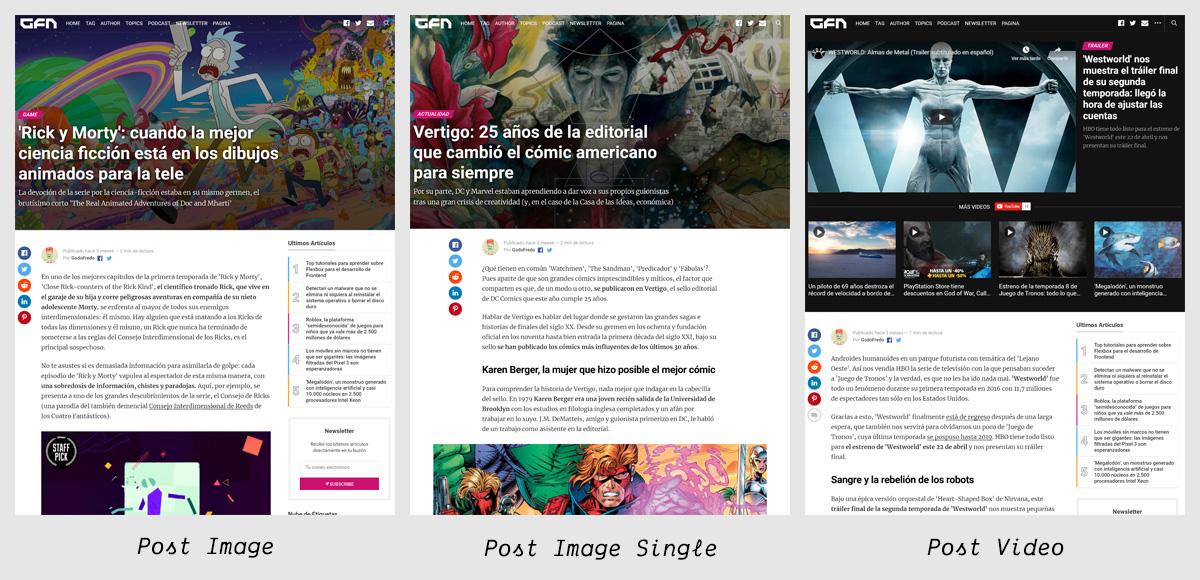 GFN
HOME TAG AUTHOR TOPICS PODCAST NEWSLETTER PAGINA
GAME
'Rick y Morty': cuando la mejor
ciencia ficción está en los dibujos
animados para la tele
La devoción de la serie por la ciencia-ficción estaba en su mismo germen, el
brutísimo corto 'The Real Animated Adventures of Doc and Mharti'
Publicado hace 3 meses — 2 min de lectura
Por GodoFredo
En uno de los mejores capítulos de la primera temporada de 'Rick y Morty',
'Close Rick-counters of the Rick Kind', el científico tronado Rick, que vive en
el garaje de su hija y corre peligrosas aventuras en compañía de su nieto
adolescente Morty, se enfrenta al mayor de todos sus enemigos
interdimensionales: él mismo. Hay alguien que está matando a los Ricks de
todas las dimensiones y él mismo, un Rick que nunca ha terminado de
someterse a las reglas del Consejo Interdimensional de los Ricks, es el
principal sospechoso.
No te asustes si es demasiada información para asimilarla de golpe: cada
episodio de 'Rick y Morty' vapulea al espectador de esta misma manera, con
una sobredosis de información, chistes y paradojas. Aquí, por ejemplo, se
presenta a uno de los grandes descubrimientos de la serie, el Consejo de Ricks
(una parodia del también demencial Consejo Interdimensional de Reeds de
los Cuatro Fantásticos).
STAFF
PICK
Ultimos Artículos
1
Top tutoriales para aprender sobre
Flexbox para el desarrollo de
Frontend
2
Detectan un malware que no se
elimina ni siquiera al reinstalar el
sistema operativo o borrar el disco
duro
3
Roblox, la plataforma
"semidesconocida" de juegos para
niños que ya vale más de 2.500
millones de dólares
4
Los móviles sin marcos no tienen
que ser gigantes: las imágenes
filtradas del Pixel 3 son
esperanzadoras
5
'Megalodón', un monstruo generado
con inteligencia artificial y casi
10.000 núcleos en 2.500
procesadores Intel Xeon
Newsletter
Recibe los últimos artículos
directamente en tu buzón
Tu correo electrónico
SUBSCRIBE
Nube de Etiquetas
Post Image
GFN
HOME TAG AUTHOR TOPICS PODCAST NEWSLETTER PAGINA
ACTUALIDAD
Vertigo: 25 años de la editorial
que cambió el cómic americano
para siempre
Por su parte, DC y Marvel estaban aprendiendo a dar voz a sus propios guionistas
tras una gran crisis de creatividad (y, en el caso de la Casa de las Ideas, económica)
Publicado hace 3 meses — 2 min de lectura
Por GodoFredo
¿Qué tienen en común 'Watchmen', 'The Sandman', 'Predicador' y 'Fábulas'?
Pues aparte de que son grandes cómics imprescindibles y míticos, el factor que
comparten es que, de un modo u otro, se publicaron en Vertigo, el sello editorial
de DC Comics que este año cumple 25 años.
Hablar de Vertigo es hablar del lugar donde se gestaron las grandes sagas e
historias de finales del siglo XX. Desde su germen en los ochenta y fundación
oficial en los noventa hasta bien entrada la primera década del siglo XXI, bajo su
sello se han publicado los cómics más influyentes de los últimos 30 años.
Karen Berger, la mujer que hizo posible el mejor cómic
Para comprender la historia de Vertigo, nada mejor que indagar en la cabecilla
del sello. En 1979 Karen Berger era una joven recién salida de la Universidad de
Brooklyn con los estudios en filología inglesa completados y un afán por
trabajar en lo suyo. J.M. DeMatteis, amigo y guionista primerizo en DC, le habló
de un trabajo como asistente en la editorial.
Post Image Single
GFN
HOME TAG AUTHOR TOPICS PODCAST NEWSLETTER PAGINA
WESTWORLD: Almas de Metal (Trailer subtitulado en español)
Ver más tarde
Compartir
TRAILER
'Westworld' nos
muestra el tráiler final
de su segunda
temporada: llegó la
hora de ajustar las
cuentas
HBO tiene todo listo para el estreno de
'Westworld' este 22 de abril y nos
presentan su tráiler final.
MÁS VIDEOS YouTube
Un piloto de 69 años destroza el
récord de velocidad a bordo de...
HASTA UN -40%
HASTA UN -50%
PlayStation Store tiene
descuentos en God of War, Call...
Estreno de la temporada 8 de
Juego de Tronos: todo lo que...
'Megalodón', un monstruo
generado con inteligencia...
Publicado hace 3 meses — 1 min de lectura
Por GodoFredo
Androides humanoides en un parque futurista con temática del 'Lejano
Oeste'. Así nos vendía HBO la serie de televisión con la que pensaban suceder
a 'Juego de Tronos' y la verdad, es que no les ha ido nada mal. 'Westworld' fue
todo un fenómeno durante su primera temporada en 2016 con 11,7 millones
de espectadores tan sólo en los Estados Unidos.
Gracias a esto, 'Westworld' finalmente está de regreso después de una larga
espera, que también nos servirá para olvidarnos un poco de 'Juego de
Tronos', cuya última temporada se pospuso hasta 2019. HBO tiene todo listo
para el estreno de 'Westworld' este 22 de abril y nos presentan su tráiler
final.
Sangre y la rebelión de los robots
Bajo una épica versión orquestal de 'Heart-Shaped Box' de Nirvana, este
tráiler final de la segunda temporada de 'Westworld' nos muestra pequeñas
Ultimos Artículos
1
Top tutoriales para aprender sobre
Flexbox para el desarrollo de
Frontend
2
Detectan un malware que no se
elimina ni siquiera al reinstalar el
sistema operativo o borrar el disco
duro
3
Roblox, la plataforma
"semidesconocida" de juegos para
niños que ya vale más de 2.500
millones de dólares
4
Los móviles sin marcos no tienen
que ser gigantes: las imágenes
filtradas del Pixel 3 son
esperanzadoras
5
'Megalodón', un monstruo generado
con inteligencia artificial y casi
10.000 núcleos en 2.500
procesadores Intel Xeon
Newsletter
Post Video